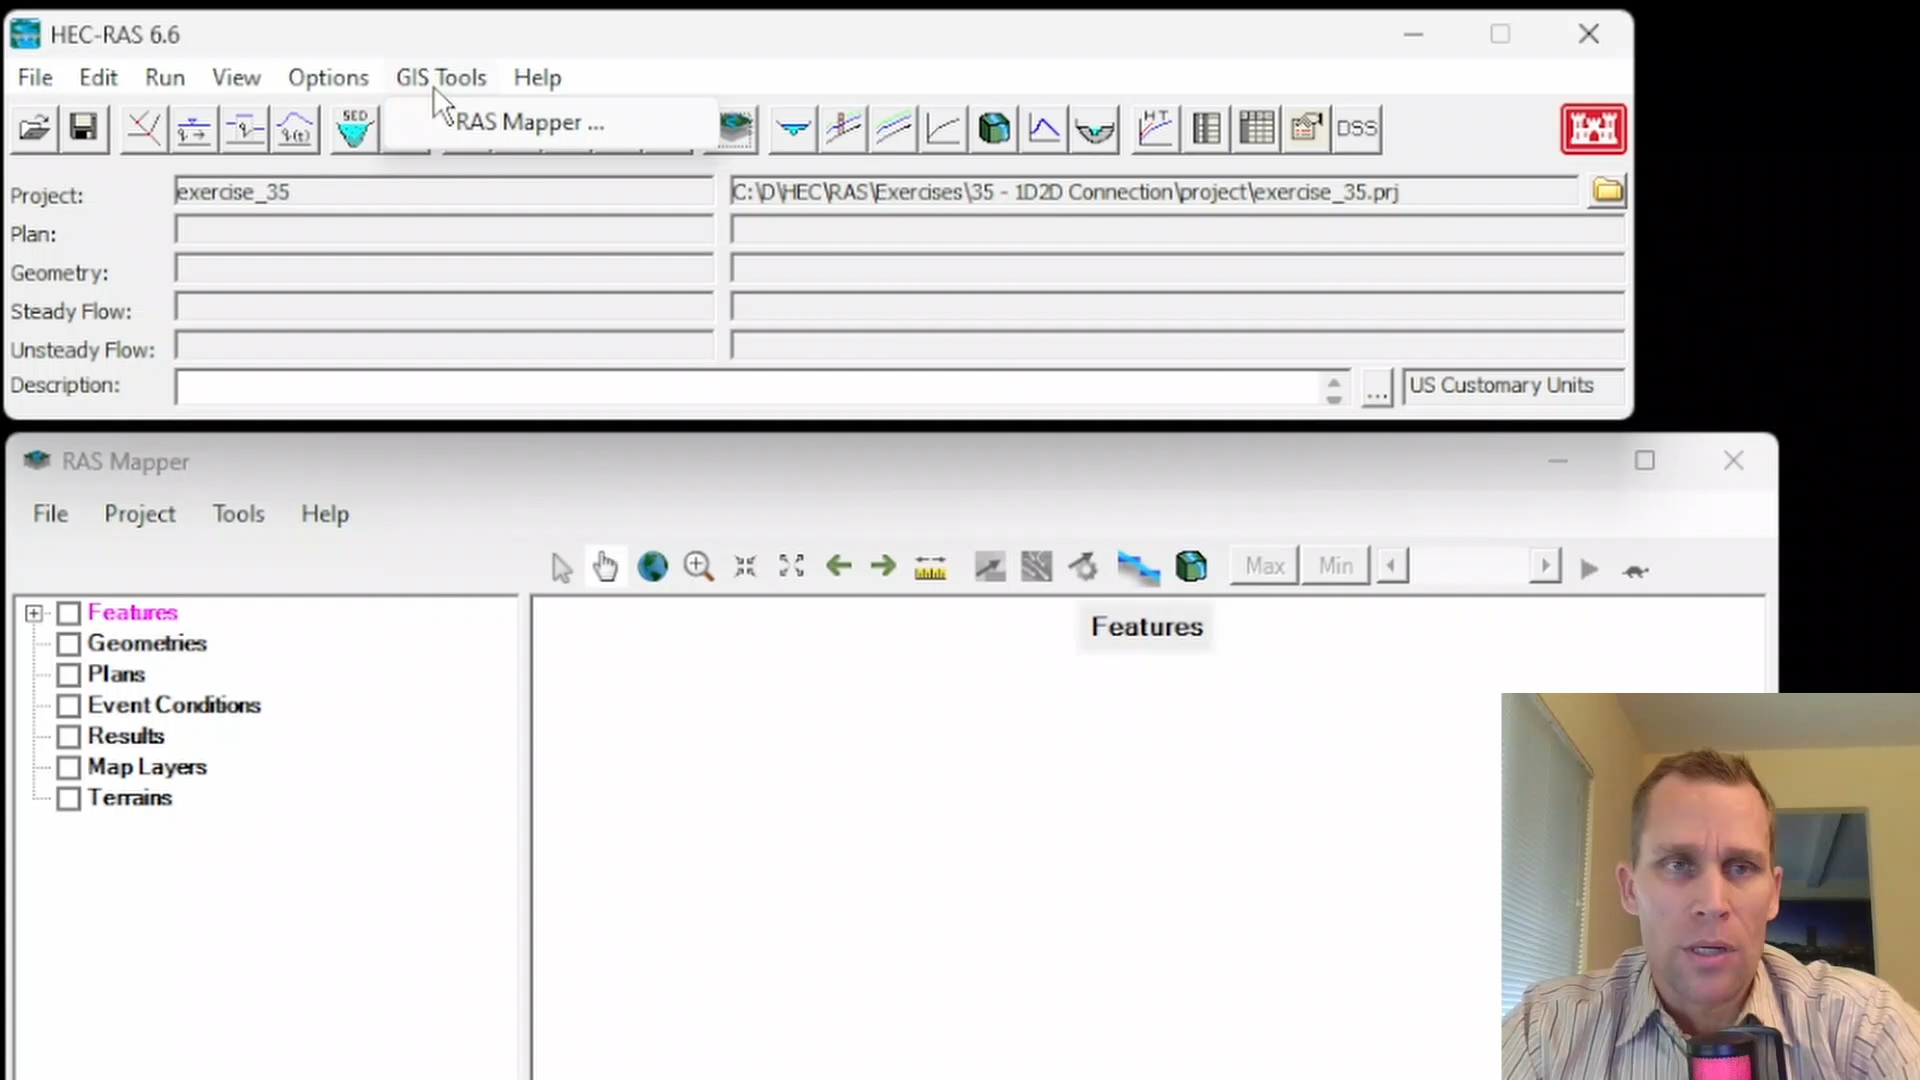 HEC-RAS 6.6
File Edit Run View Options GIS Tools Help
RAS Mapper ...
SED
HT
DSS
Project: exercise_35 C:\D\HEC\RAS\Exercises\35 - 1D2D Connection\project\exercise_35.prj
Plan:
Geometry:
Steady Flow:
Unsteady Flow:
Description: ... US Customary Units
RAS Mapper
File Project Tools Help
Max Min
Features
Geometries
Plans
Event Conditions
Results
Map Layers
Terrains
Features